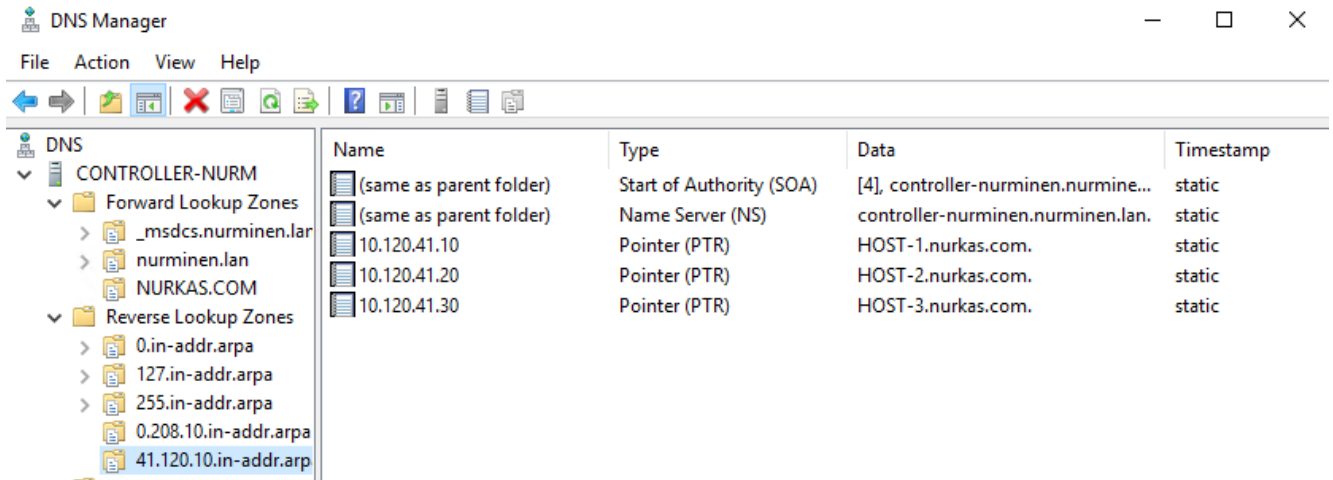 DNS Manager
File Action View Help
DNS
CONTROLLER-NURM
Forward Lookup Zones
_msdcs.nurminen.lan
nurminen.lan
NURKAS.COM
Reverse Lookup Zones
0.in-addr.arpa
127.in-addr.arpa
255.in-addr.arpa
0.208.10.in-addr.arpa
41.120.10.in-addr.arp
Name Type Data Timestamp
(same as parent folder) Start of Authority (SOA) [4], controller-nurminen.nurmine... static
(same as parent folder) Name Server (NS) controller-nurminen.nurminen.lan. static
10.120.41.10 Pointer (PTR) HOST-1.nurkas.com. static
10.120.41.20 Pointer (PTR) HOST-2.nurkas.com. static
10.120.41.30 Pointer (PTR) HOST-3.nurkas.com. static